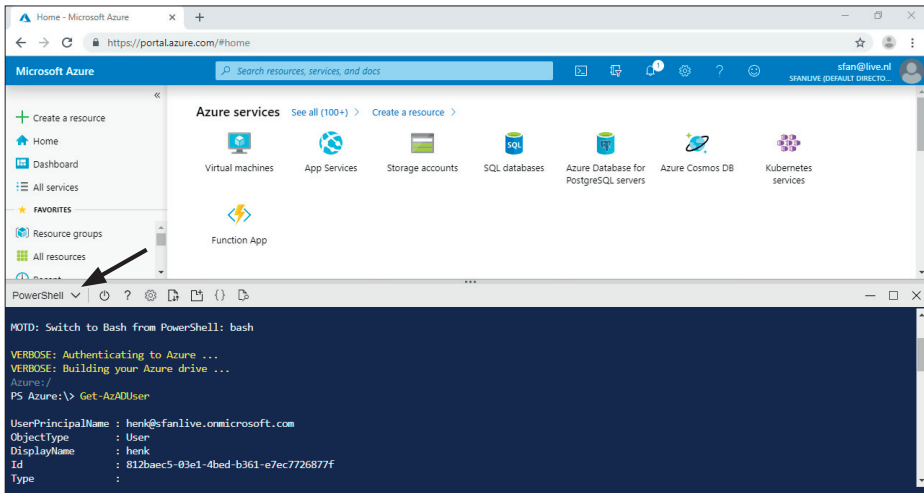 Home - Microsoft Azure
https://portal.azure.com/#home
Microsoft Azure
Search resources, services, and docs
1
sfan@live.nl
SFANLIVE (DEFAULT DIRECTO...
Create a resource
Home
Dashboard
All services
FAVORITES
Resource groups
All resources
Recent
Azure services See all (100+) > Create a resource >
Virtual machines
App Services
Storage accounts
SQL
SQL databases
Azure Database for
PostgreSQL servers
Azure Cosmos DB
Kubernetes
services
Function App
PowerShell
MOTD: Switch to Bash from PowerShell: bash
VERBOSE: Authenticating to Azure ...
VERBOSE: Building your Azure drive ...
Azure:/
PS Azure:\> Get-AzADUser
UserPrincipalName : henk@sfanlive.onmicrosoft.com
ObjectType : User
DisplayName : henk
Id : 812baec5-03e1-4bed-b361-e7ec7726877f
Type :